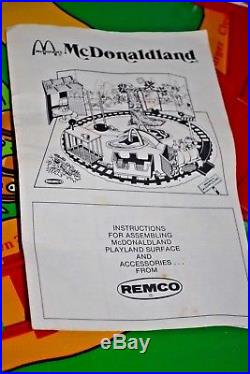 McDonaldland
INSTRUCTIONS
FOR ASSEMBLING
McDONALDLAND
PLAYLAND SURFACE
AND
ACCESSORIES . . .
FROM
REMCO